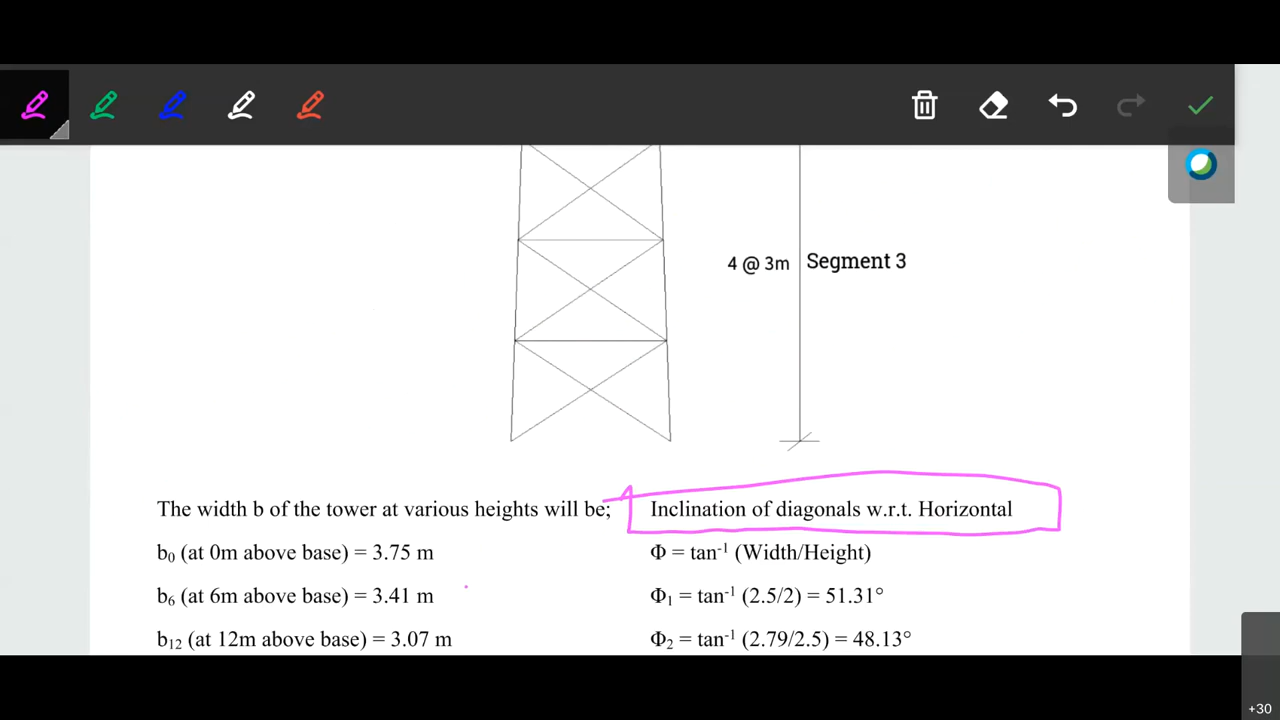 4 @ 3m
Segment 3
The width b of the tower at various heights will be;
Inclination of diagonals w.r.t. Horizontal
b₀ (at 0m above base) = 3.75 m
Φ = tan⁻¹ (Width/Height)
b₆ (at 6m above base) = 3.41 m
Φ₁ = tan⁻¹ (2.5/2) = 51.31°
b₁₂ (at 12m above base) = 3.07 m
Φ₂ = tan⁻¹ (2.79/2.5) = 48.13°
+30